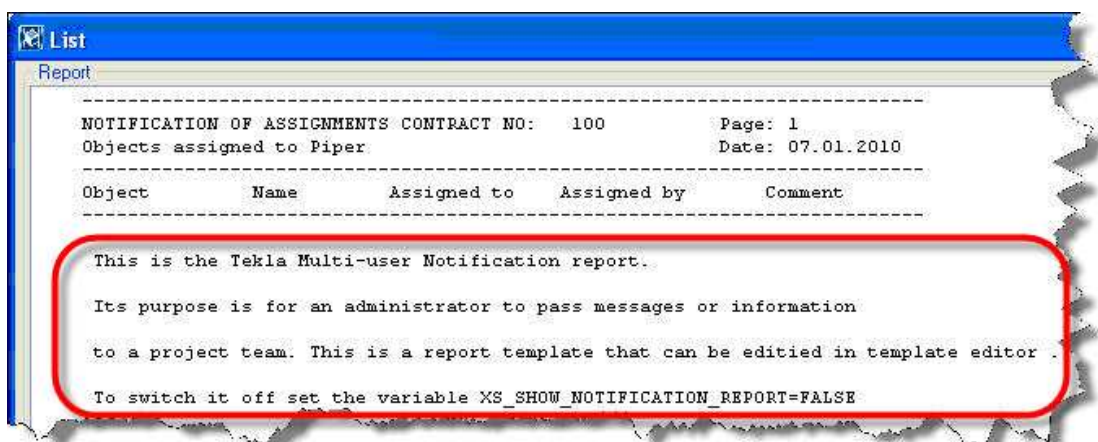 List
Report
NOTIFICATION OF ASSIGNMENTS CONTRACT NO: 100 Page: 1
Objects assigned to Piper Date: 07.01.2010
Object Name Assigned to Assigned by Comment
This is the Tekla Multi-user Notification report.
Its purpose is for an administrator to pass messages or information
to a project team. This is a report template that can be editied in template editor .
To switch it off set the variable XS_SHOW_NOTIFICATION_REPORT=FALSE